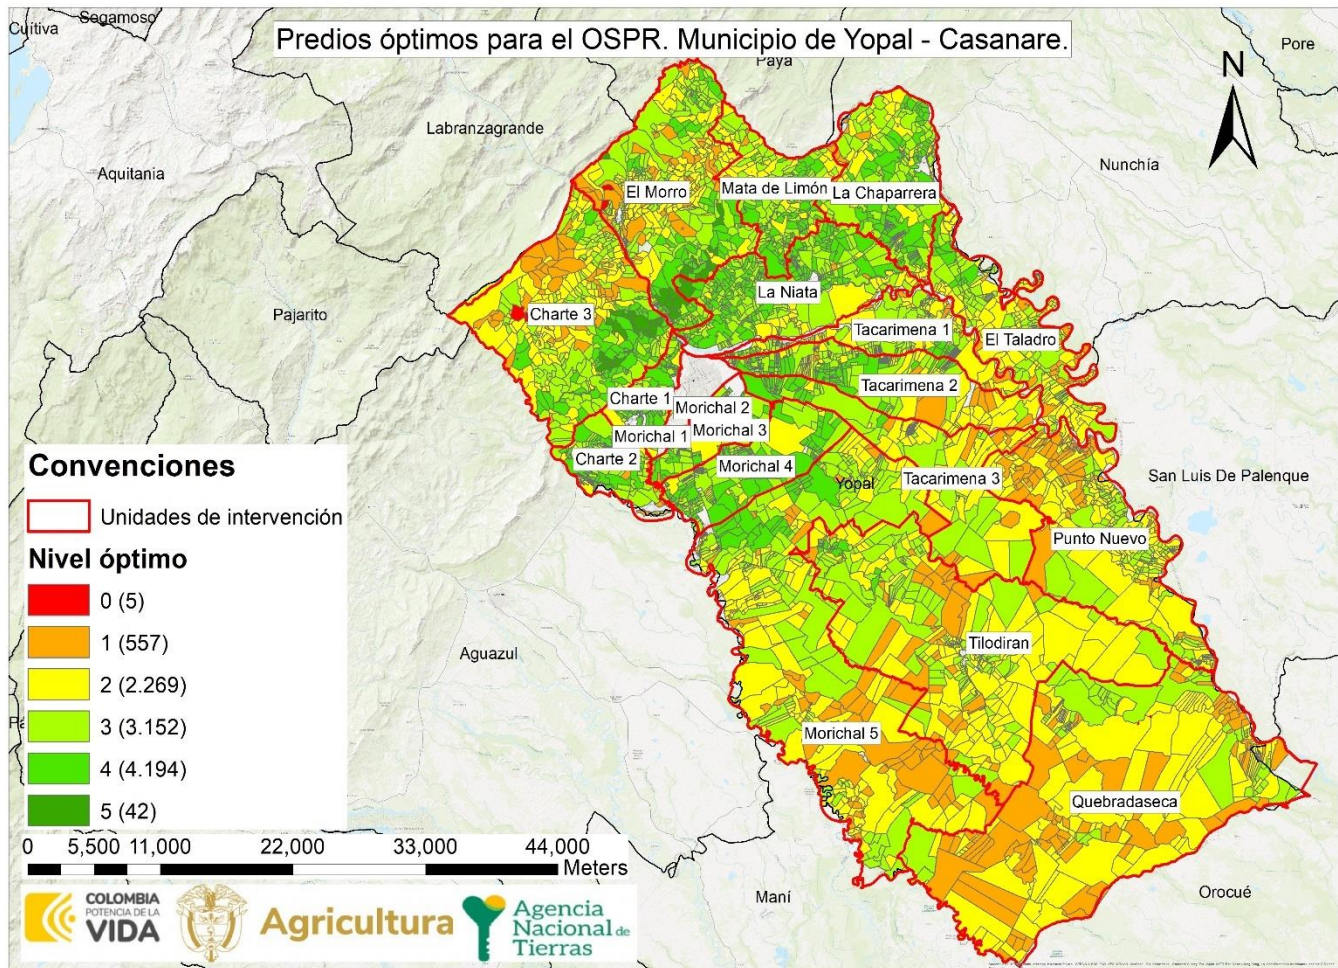 Segamoso
Cuítiva
Predios óptimos para el OSPR. Municipio de Yopal - Casanare.
Pore
Paya
N
Labranzagrande
Aquitania
Nunchía
El Morro
Mata de Limón
La Chaparrera
La Niata
Pajarito
Charte 3
Tacarimena 1
El Taladro
Tacarimena 2
Charte 1
Morichal 2
Morichal 1
Morichal 3
Charte 2
Morichal 4
Yopal
Tacarimena 3
San Luis De Palenque
Punto Nuevo
Aguazul
Tilodiran
Morichal 5
Quebradaseca
Maní
Orocué
Convenciones
Unidades de intervención
Nivel óptimo
0 (5)
1 (557)
2 (2.269)
3 (3.152)
4 (4.194)
5 (42)
Pa
0 5,500 11,000 22,000 33,000 44,000
Meters
COLOMBIA
POTENCIA DE LA
VIDA
Agricultura
Agencia
Nacional de
Tierras